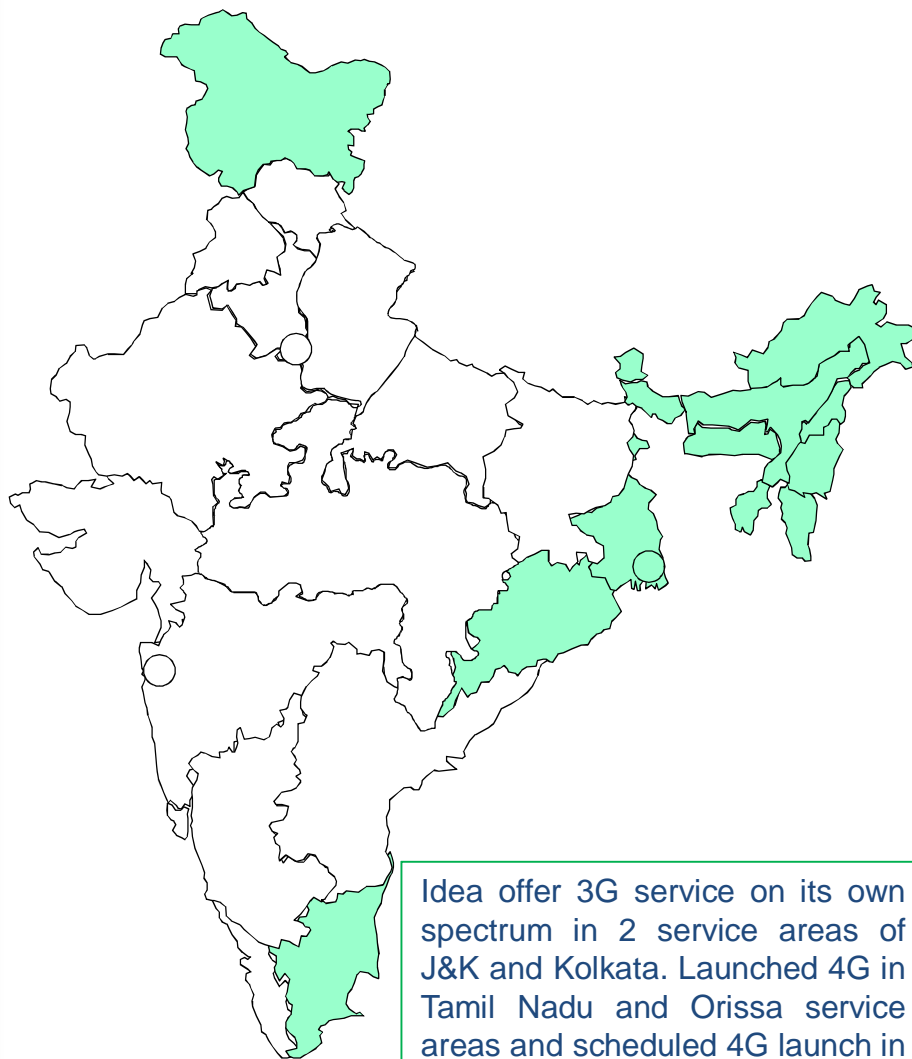 Idea offer 3G service on its own
spectrum in 2 service areas of
J&K and Kolkata. Launched 4G in
Tamil Nadu and Orissa service
areas and scheduled 4G launch in